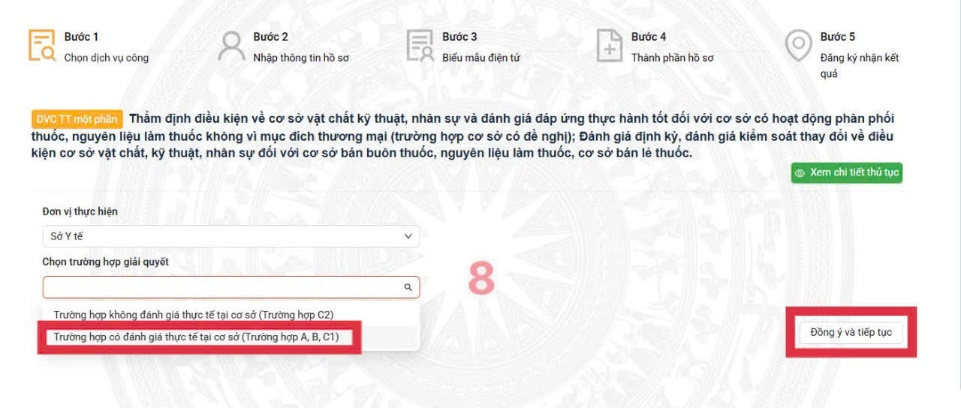 Bước 1
Chọn dịch vụ công
Bước 2
Nhập thông tin hồ sơ
Bước 3
Biểu mẫu điện tử
Bước 4
Thành phần hồ sơ
Bước 5
Đăng ký nhận kết
quả
DVC TT một phần Thẩm định điều kiện về cơ sở vật chất kỹ thuật, nhân sự và đánh giá đáp ứng thực hành tốt đối với cơ sở có hoạt động phân phối
thuốc, nguyên liệu làm thuốc không vì mục đích thương mại (trường hợp cơ sở có đề nghị); Đánh giá định kỳ, đánh giá kiểm soát thay đổi về điều
kiện cơ sở vật chất, kỹ thuật, nhân sự đối với cơ sở bán buôn thuốc, nguyên liệu làm thuốc, cơ sở bán lẻ thuốc.
Xem chi tiết thủ tục
Đơn vị thực hiện
Sở Y tế
Chọn trường hợp giải quyết
8
Trường hợp không đánh giá thực tế tại cơ sở (Trường hợp C2)
Trường hợp có đánh giá thực tế tại cơ sở (Trường hợp A, B, C1)
Đồng ý và tiếp tục